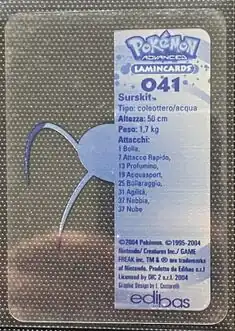 POKÉMON
ADVANCED
LAMINCARDS
041
Surskit™
Tipo: coleottero/acqua
Altezza: 50 cm
Peso: 1,7 kg
Attacchi:
1 Bolla,
7 Attacco Rapido,
13 Profumino,
19 Acquasport,
25 Bollaraggio,
31 Agilità,
37 Nebbia,
37 Nube
©2004 Pokémon. ©1995-2004
Nintendo/ Creatures Inc./ GAME
FREAK inc. TM & ® are trademarks
of Nintendo. Prodotto da Edibas s.r.l
Licensed by DIC 2 s.r.l. 2004
Graphic Design by
edibas